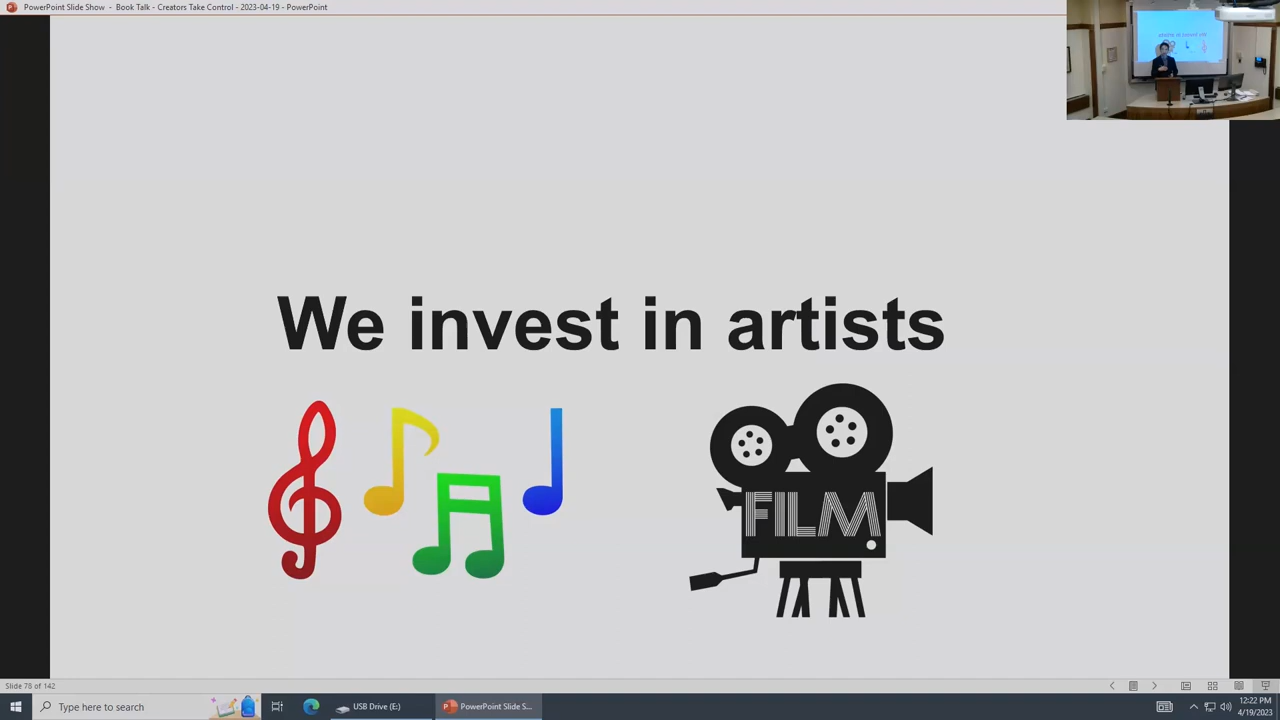 PowerPoint Slide Show - Book Talk - Creators Take Control - 2023-04-19 - PowerPoint
We invest in artists
FILM
Slide 78 of 142
Type here to search
USB Drive (E:)
PowerPoint Slide S...
12:22 PM
4/19/2023